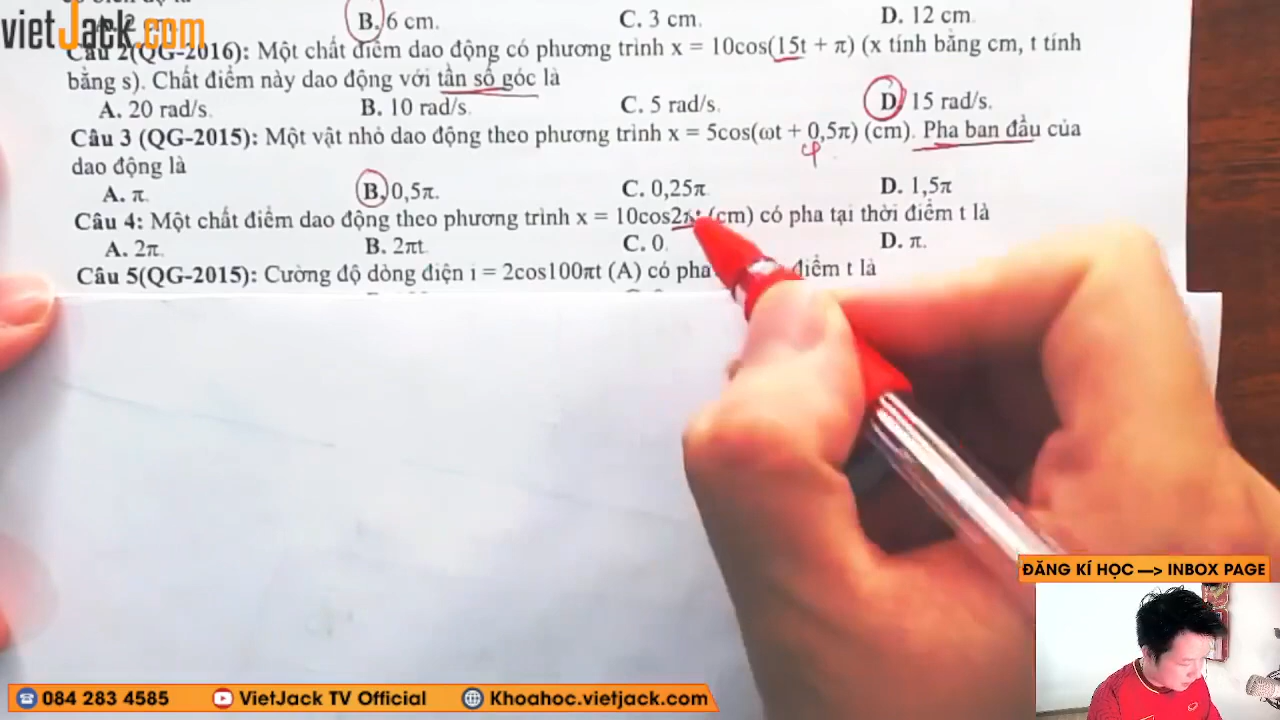 vietJack.com
B. 6 cm.
C. 3 cm.
D. 12 cm
Câu 2(QG-2016): Một chất điểm dao động có phương trình x = 10cos(15t + π) (x tính bằng cm, t tính
bằng s). Chất điểm này dao động với tần số góc là
A. 20 rad/s.
B. 10 rad/s.
C. 5 rad/s.
D. 15 rad/s.
Câu 3 (QG-2015): Một vật nhỏ dao động theo phương trình x = 5cos(ωt + 0,5π) (cm). Pha ban đầu của
φ
dao động là
A. π.
B. 0,5π.
C. 0,25π
D. 1,5π
Câu 4: Một chất điểm dao động theo phương trình x = 10cos2π (cm) có pha tại thời điểm t là
A. 2π.
B. 2πt
C. 0.
D. π.
Câu 5(QG-2015): Cường độ dòng điện i = 2cos100πt (A) có pha điểm t là
ĐĂNG KÍ HỌC —> INBOX PAGE
084 283 4585
VietJack TV Official
Khoahoc.vietjack.com